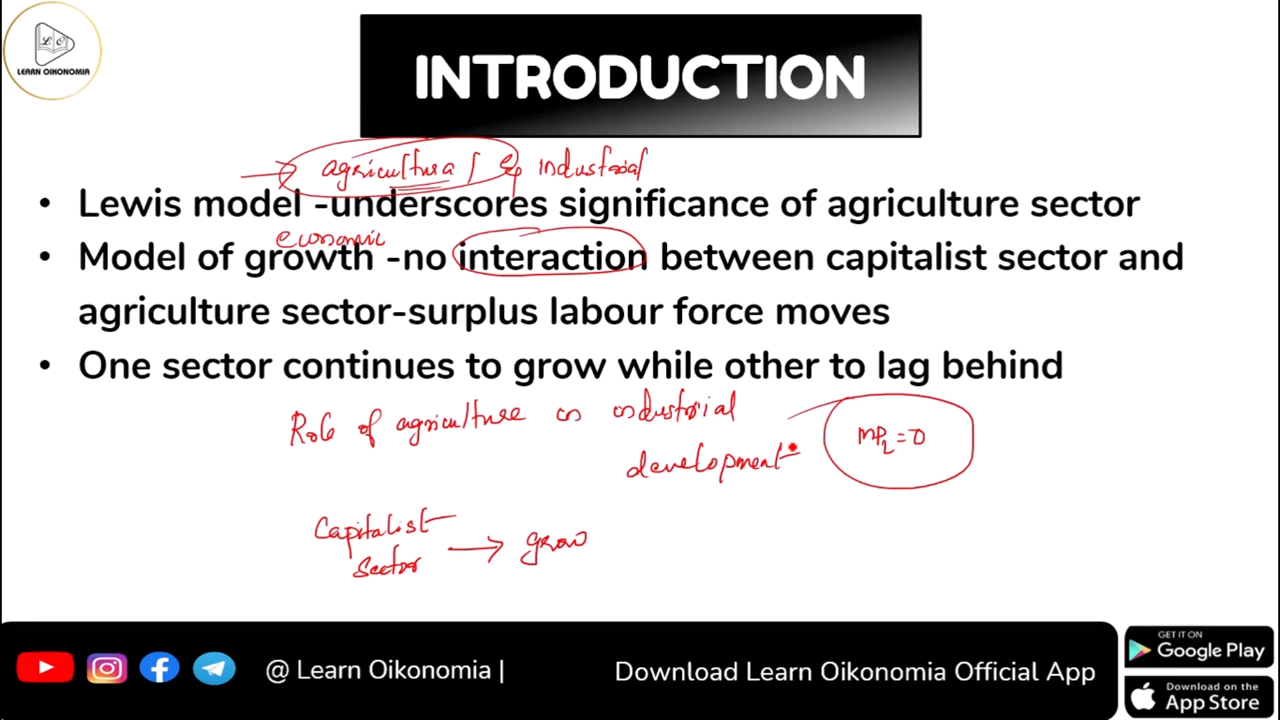 L O
LEARN OIKONOMIA
INTRODUCTION
agricultural & industrial
• Lewis model -underscores significance of agriculture sector
economic
• Model of growth -no interaction between capitalist sector and
agriculture sector-surplus labour force moves
• One sector continues to grow while other to lag behind
Role of agriculture in industrial
development
MPL = 0
Capitalist
Sector → grow
@ Learn Oikonomia |
Download Learn Oikonomia Official App
GET IT ON
Google Play
Download on the
App Store